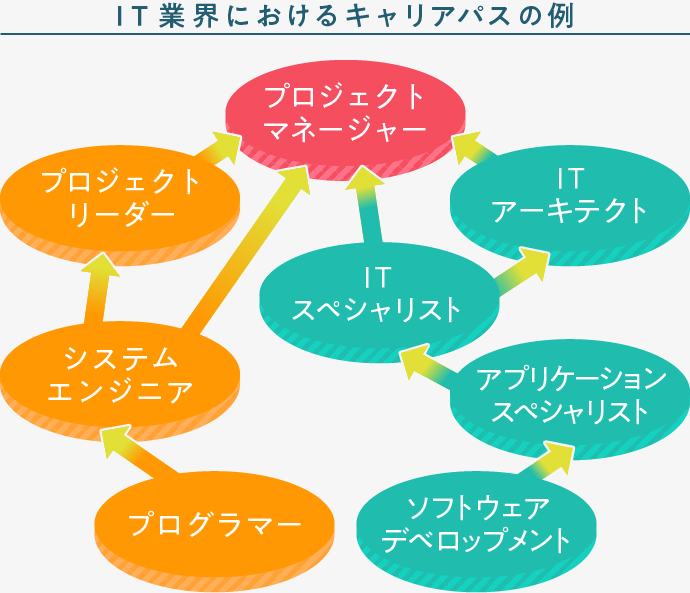 IT業界におけるキャリアパスの例
プロジェクト
マネージャー
プロジェクト
リーダー
IT
アーキテクト
IT
スペシャリスト
システム
エンジニア
アプリケーション
スペシャリスト
プログラマー
ソフトウェア
デベロップメント